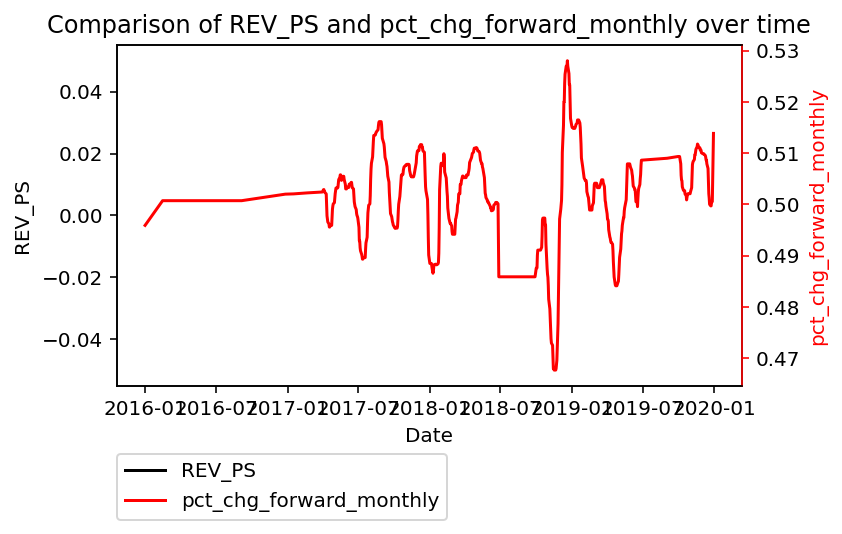 Comparison of REV_PS and pct_chg_forward_monthly over time
0.04
0.02
0.00
−0.02
−0.04
REV_PS
0.53
0.52
0.51
0.50
0.49
0.48
0.47
pct_chg_forward_monthly
2016-01 2016-07 2017-01 2017-07 2018-01 2018-07 2019-01 2019-07 2020-01
Date
REV_PS
pct_chg_forward_monthly